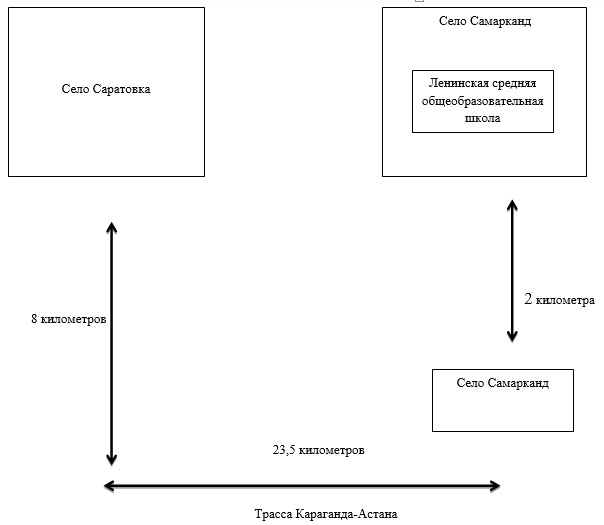 Село Самарканд
Село Саратовка
Ленинская средняя
общеобразовательная
школа
2 километра
8 километров
Село Самарканд
23,5 километров
Трасса Караганда-Астана